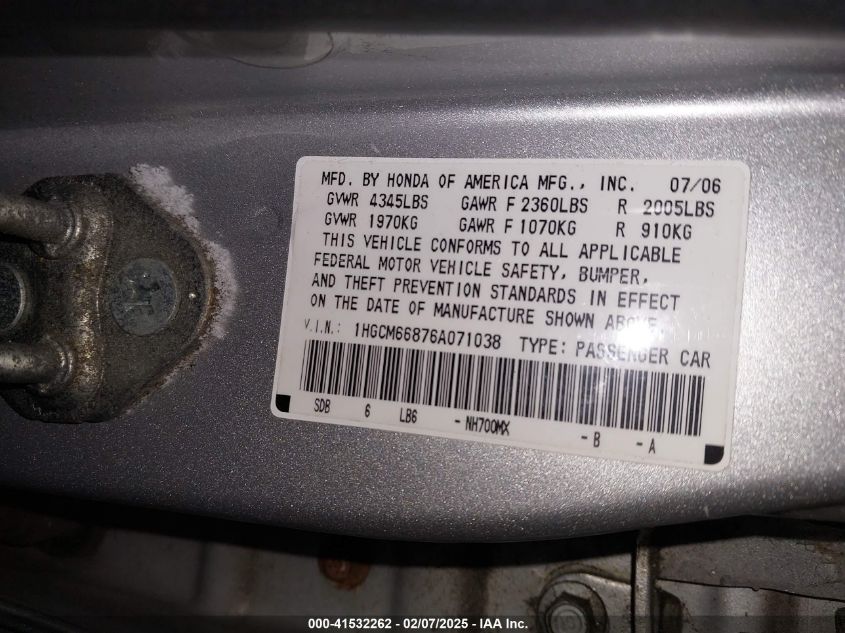 MFD. BY HONDA OF AMERICA MFG., INC. 07/06
GVWR 4345LBS GAWR F 2360LBS R 2005LBS
GVWR 1970KG GAWR F 1070KG R 910KG
THIS VEHICLE CONFORMS TO ALL APPLICABLE
FEDERAL MOTOR VEHICLE SAFETY, BUMPER,
AND THEFT PREVENTION STANDARDS IN EFFECT
ON THE DATE OF MANUFACTURE SHOWN ABOVE.
V.I.N.: 1HGCM66876A071038 TYPE: PASSENGER CAR
SDB 6 LB6 - NH700MX - B - A
000-41532262 - 02/07/2025 - IAA Inc.